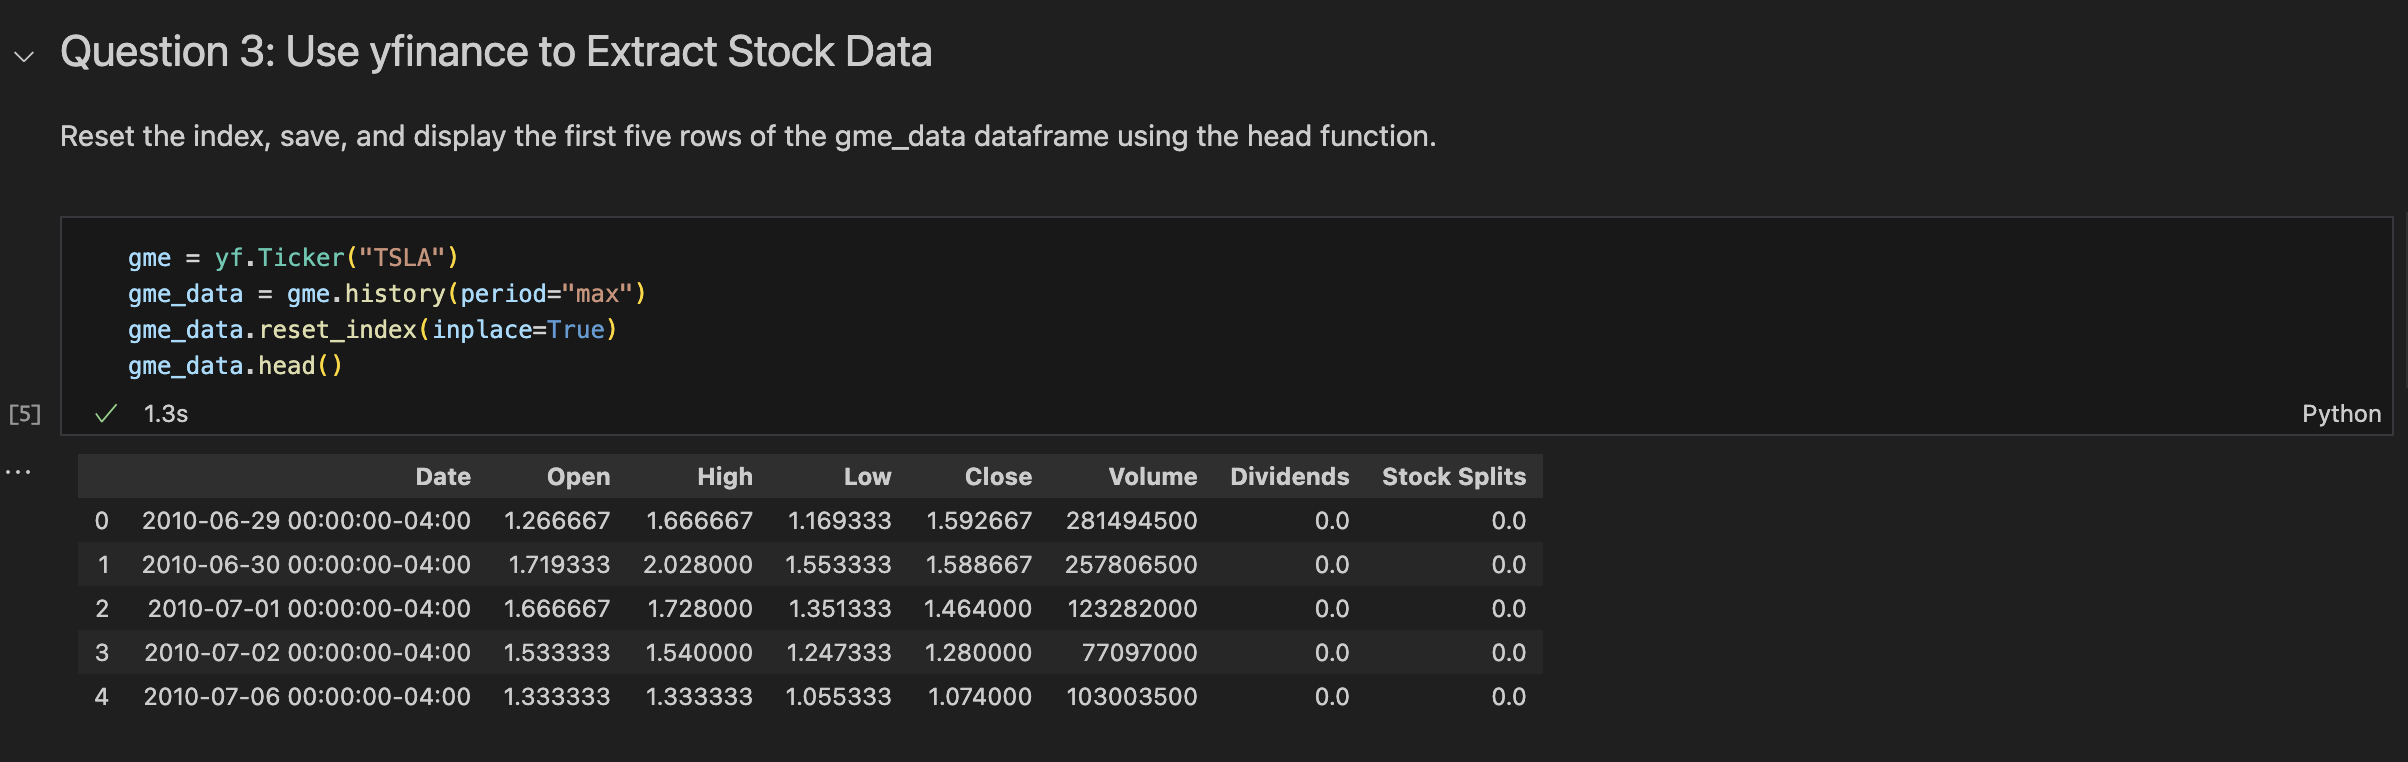 Question 3: Use yfinance to Extract Stock Data
Reset the index, save, and display the first five rows of the gme_data dataframe using the head function.
gme = yf.Ticker("TSLA")
gme_data = gme.history(period="max")
gme_data.reset_index(inplace=True)
gme_data.head()
[5] 1.3s Python
Date Open High Low Close Volume Dividends Stock Splits
0 2010-06-29 00:00:00-04:00 1.266667 1.666667 1.169333 1.592667 281494500 0.0 0.0
1 2010-06-30 00:00:00-04:00 1.719333 2.028000 1.553333 1.588667 257806500 0.0 0.0
2 2010-07-01 00:00:00-04:00 1.666667 1.728000 1.351333 1.464000 123282000 0.0 0.0
3 2010-07-02 00:00:00-04:00 1.533333 1.540000 1.247333 1.280000 77097000 0.0 0.0
4 2010-07-06 00:00:00-04:00 1.333333 1.333333 1.055333 1.074000 103003500 0.0 0.0